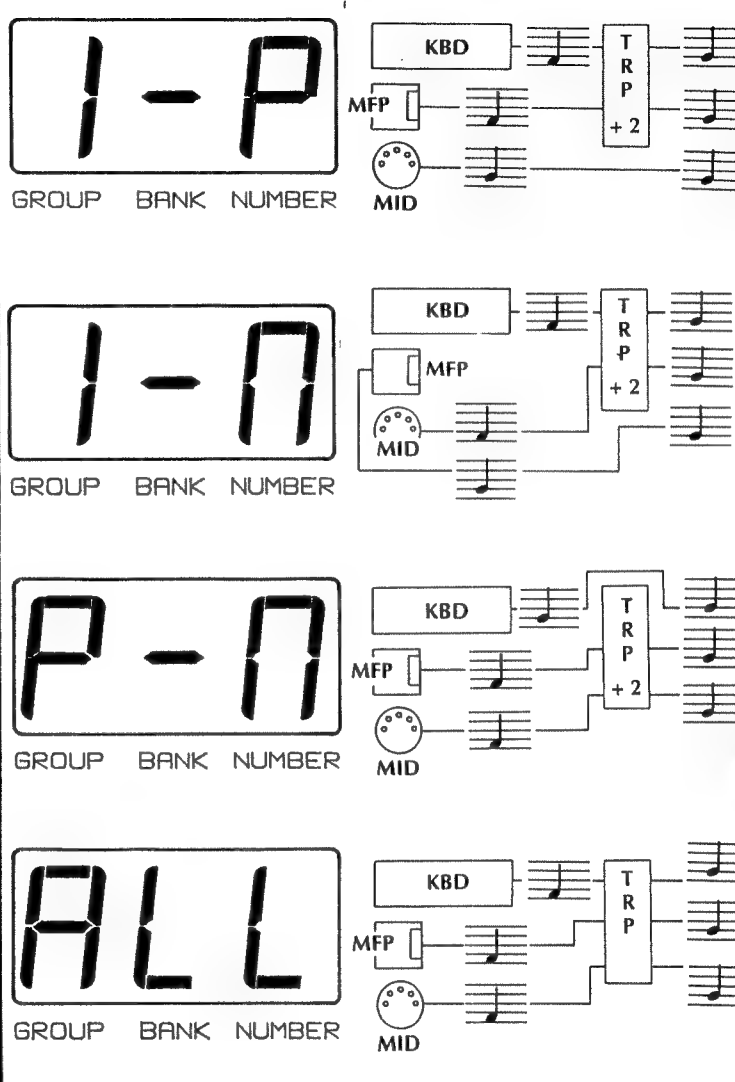 1 - P
GROUP BANK NUMBER
KBD
MFP
MID
T
R
P
+ 2
1 - Π
GROUP BANK NUMBER
KBD
MFP
MID
T
R
P
+ 2
P - Π
GROUP BANK NUMBER
KBD
MFP
MID
T
R
P
+ 2
ALL
GROUP BANK NUMBER
KBD
MFP
MID
T
R
P